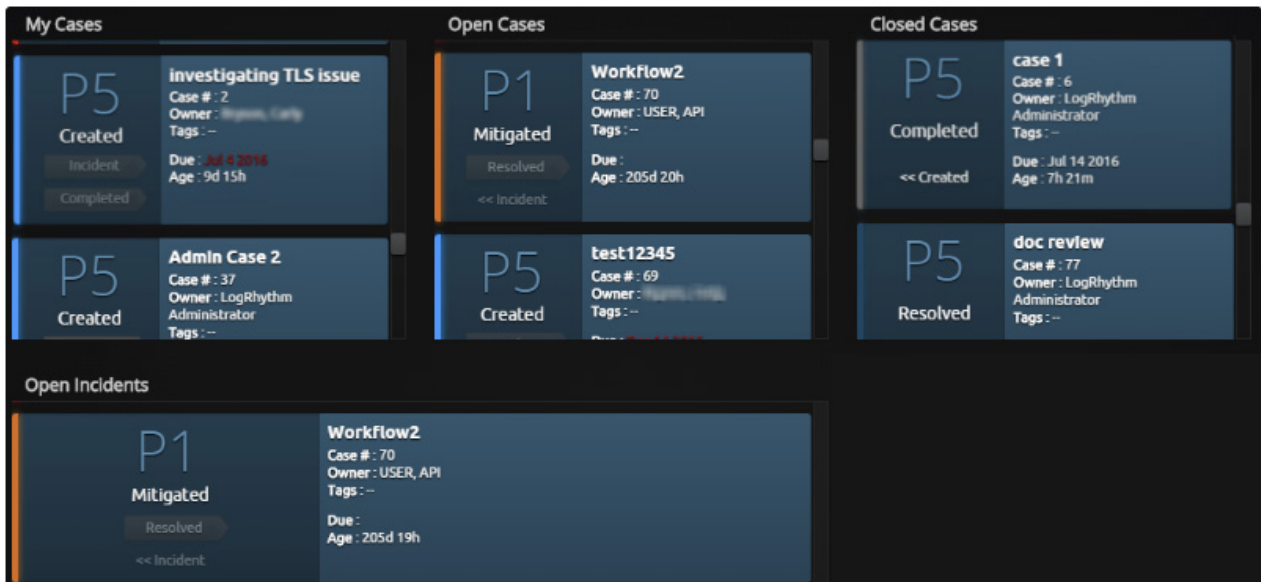 My Cases
P5
Created
Incident
Completed
investigating TLS issue
Case # : 2
Owner :
Tags : --
Due : Jul 4 2016
Age : 9d 15h
P5
Created
Admin Case 2
Case # : 37
Owner : LogRhythm
Administrator
Tags : --
Open Cases
P1
Mitigated
Resolved
<< Incident
Workflow2
Case # : 70
Owner : USER, API
Tags : --
Due :
Age : 205d 20h
P5
Created
test12345
Case # : 69
Owner :
Tags : --
Closed Cases
P5
Completed
<< Created
case 1
Case # : 6
Owner : LogRhythm
Administrator
Tags : --
Due : Jul 14 2016
Age : 7h 21m
P5
Resolved
doc review
Case # : 77
Owner : LogRhythm
Administrator
Tags : --
Open Incidents
P1
Mitigated
Resolved
<< Incident
Workflow2
Case # : 70
Owner : USER, API
Tags : --
Due :
Age : 205d 19h